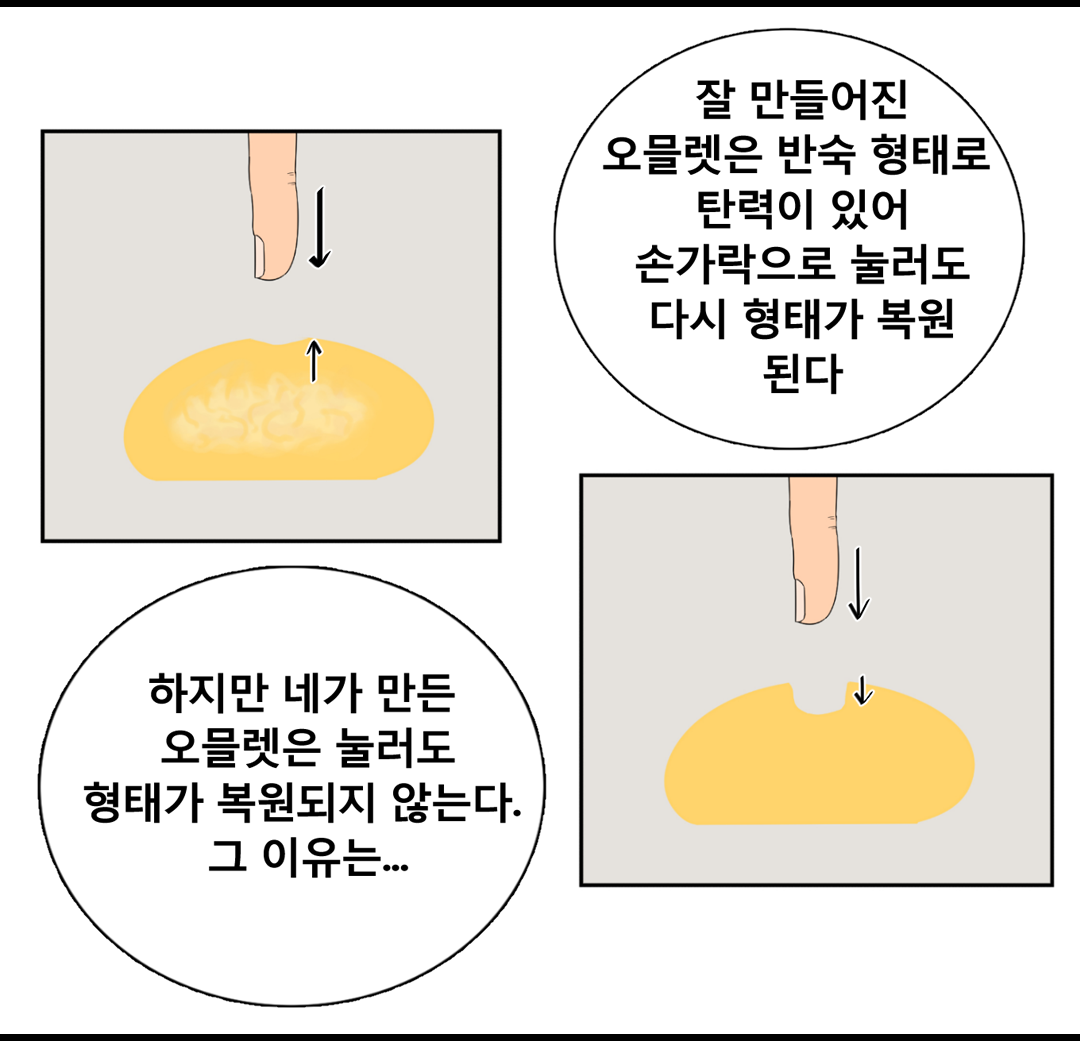 잘 만들어진
오믈렛은 반숙 형태로
탄력이 있어
손가락으로 눌러도
다시 형태가 복원
된다
하지만 네가 만든
오믈렛은 눌러도
형태가 복원되지 않는다.
그 이유는...